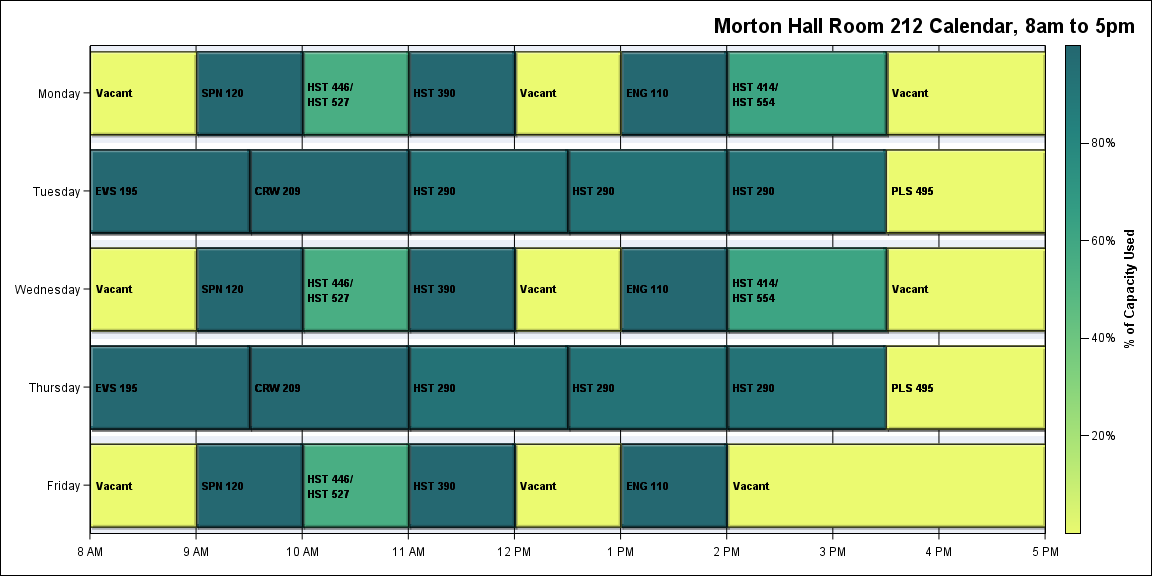 Morton Hall Room 212 Calendar, 8am to 5pm
Monday
Vacant
SPN 120
HST 446/
HST 527
HST 390
Vacant
ENG 110
HST 414/
HST 554
Vacant
Tuesday
EVS 195
CRW 209
HST 290
HST 290
HST 290
PLS 495
Wednesday
Vacant
SPN 120
HST 446/
HST 527
HST 390
Vacant
ENG 110
HST 414/
HST 554
Vacant
Thursday
EVS 195
CRW 209
HST 290
HST 290
HST 290
PLS 495
Friday
Vacant
SPN 120
HST 446/
HST 527
HST 390
Vacant
ENG 110
Vacant
8 AM
9 AM
10 AM
11 AM
12 PM
1 PM
2 PM
3 PM
4 PM
5 PM
80%
60%
40%
20%
% of Capacity Used